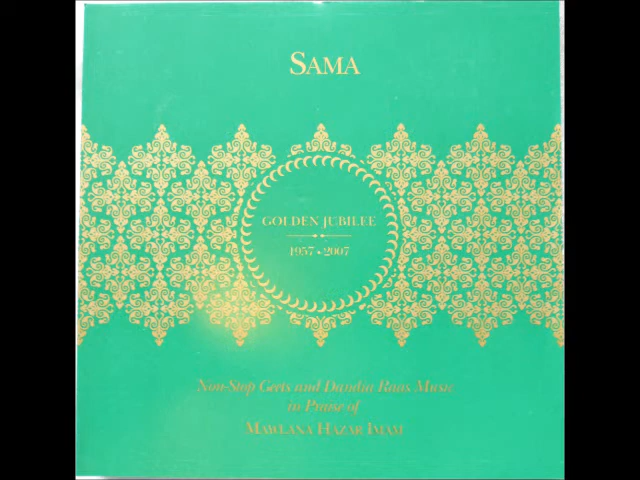 SAMA
GOLDEN JUBILEE
1957 • 2007
Non-Stop Geets and Dandia Raas Music
in Praise of
MAWLANA HAZAR IMAM